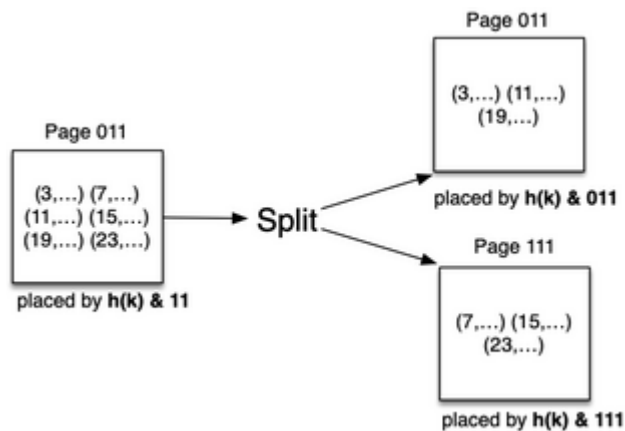 Page 011
(3,...) (7,...)
(11,...) (15,...)
(19,...) (23,...)
placed by h(k) & 11
Split
Page 011
(3,...) (11,...)
(19,...)
placed by h(k) & 011
Page 111
(7,...) (15,...)
(23,...)
placed by h(k) & 111